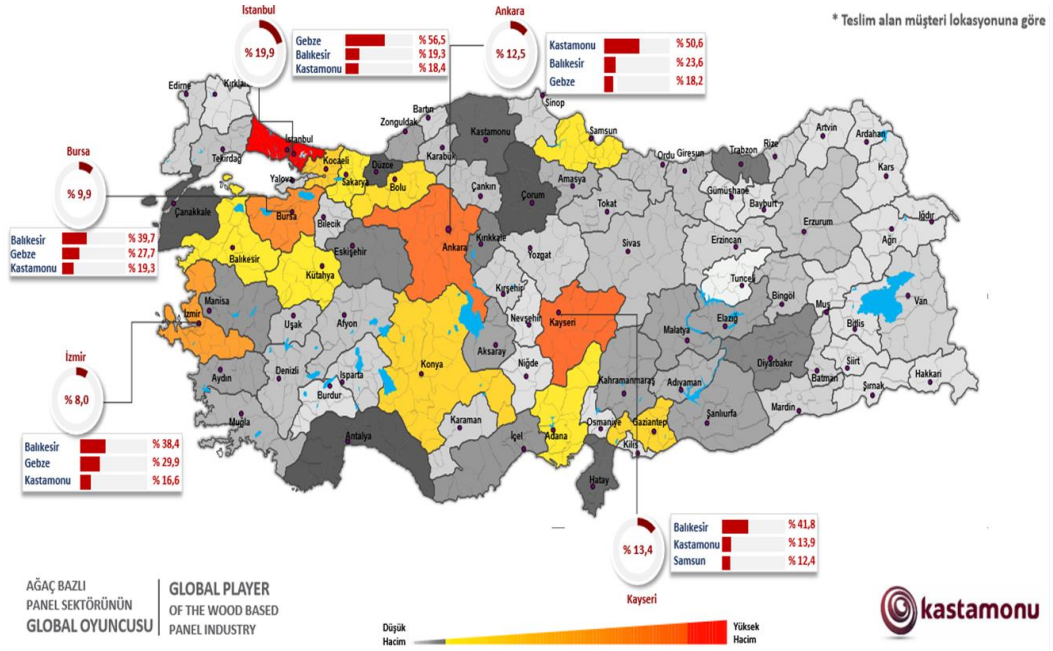 İstanbul
Ankara
* Teslim alan müşteri lokasyonuna göre
% 19,9
Gebze % 56,5
Balıkesir % 19,3
Kastamonu % 18,4
% 12,5
Kastamonu % 50,6
Balıkesir % 23,6
Gebze % 18,2
Edirne
Tekirdağ
İstanbul
Kocaeli
Yalova
Sakarya
Düzce
Bolu
Zonguldak
Bartın
Karabük
Kastamonu
Sinop
Samsun
Çankırı
Çorum
Amasya
Tokat
Ordu
Giresun
Trabzon
Rize
Artvin
Ardahan
Kars
Gümüşhane
Bayburt
Erzurum
Iğdır
Ağrı
Bursa
% 9,9
Balıkesir % 39,7
Gebze % 27,7
Kastamonu % 19,3
Çanakkale
Bursa
Bilecik
Balıkesir
Kütahya
Eskişehir
Ankara
Kırıkkale
Yozgat
Sivas
Erzincan
Tunceli
Bingöl
Muş
Van
Bitlis
Manisa
İzmir
Uşak
Afyon
Kırşehir
Nevşehir
Kayseri
Aksaray
Niğde
Konya
Malatya
Elazığ
Diyarbakır
Batman
Siirt
Şırnak
Hakkari
Mardin
İzmir
% 8,0
Balıkesir % 38,4
Gebze % 29,9
Kastamonu % 16,6
Aydın
Denizli
Burdur
Isparta
Muğla
Antalya
Karaman
İçel
Adana
Kahramanmaraş
Adıyaman
Osmaniye
Gaziantep
Şanlıurfa
Kilis
Hatay
% 13,4
Kayseri
Balıkesir % 41,8
Kastamonu % 13,9
Samsun % 12,4
AĞAÇ BAZLI
PANEL SEKTÖRÜNÜN
GLOBAL OYUNCUSU
GLOBAL PLAYER
OF THE WOOD BASED
PANEL INDUSTRY
Düşük
Hacim
Yüksek
Hacim
kastamonu